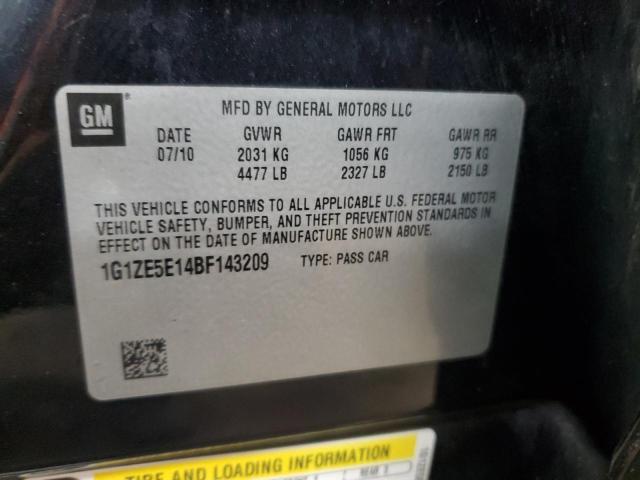 GM®
MFD BY GENERAL MOTORS LLC
DATE GVWR GAWR FRT GAWR RR
07/10 2031 KG 1056 KG 975 KG
4477 LB 2327 LB 2150 LB
THIS VEHICLE CONFORMS TO ALL APPLICABLE U.S. FEDERAL MOTOR
VEHICLE SAFETY, BUMPER, AND THEFT PREVENTION STANDARDS IN
EFFECT ON THE DATE OF MANUFACTURE SHOWN ABOVE.
1G1ZE5E14BF143209 TYPE: PASS CAR
TIRE AND LOADING INFORMATION